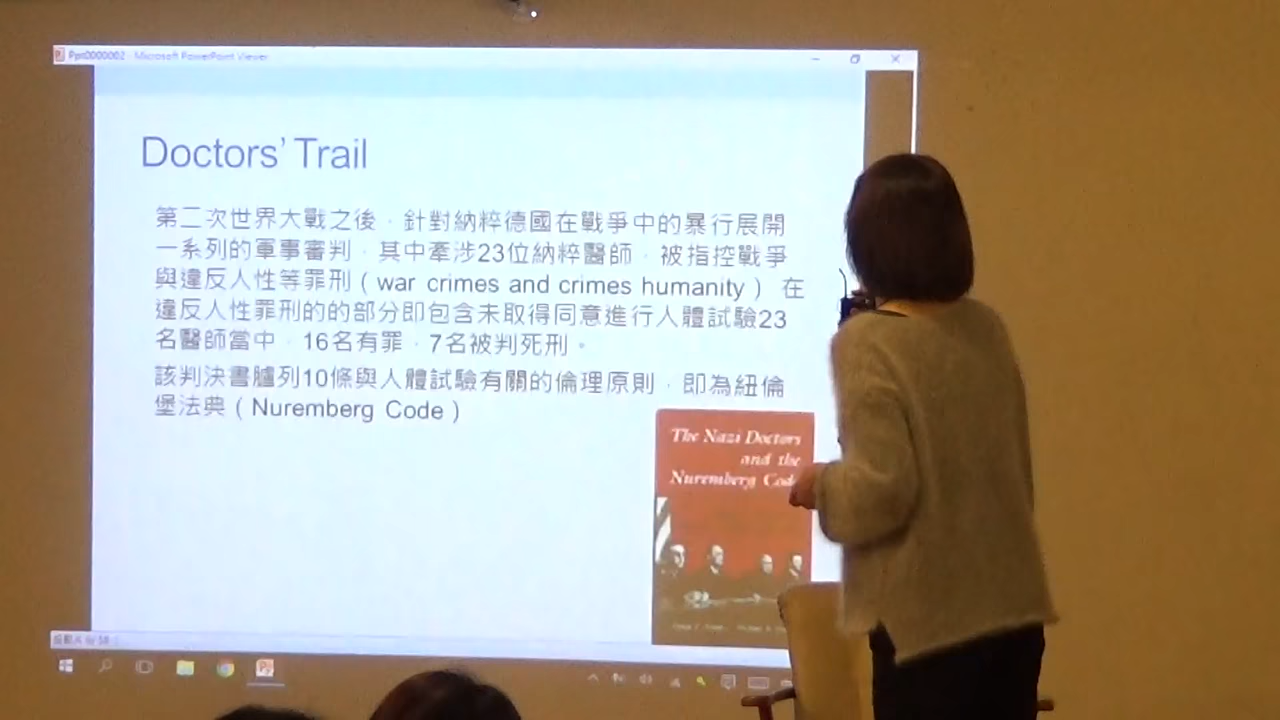 Ppt0000002 - Microsoft PowerPoint Viewer
Doctors' Trail
第二次世界大戰之後，針對納粹德國在戰爭中的暴行展開
一系列的軍事審判，其中牽涉23位納粹醫師，被指控戰爭
與違反人性等罪刑（war crimes and crimes humanity） 在
違反人性罪刑的的部分即包含未取得同意進行人體試驗23
名醫師當中，16名有罪，7名被判死刑。
該判決書臚列10條與人體試驗有關的倫理原則，即為紐倫
堡法典（Nuremberg Code）
The Nazi Doctors
and the
Nuremberg Code